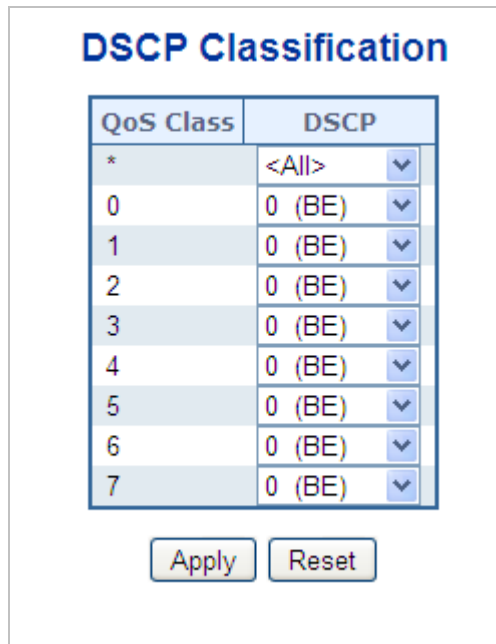 DSCP Classification
QoS Class DSCP
* <All>
0 0 (BE)
1 0 (BE)
2 0 (BE)
3 0 (BE)
4 0 (BE)
5 0 (BE)
6 0 (BE)
7 0 (BE)
Apply Reset